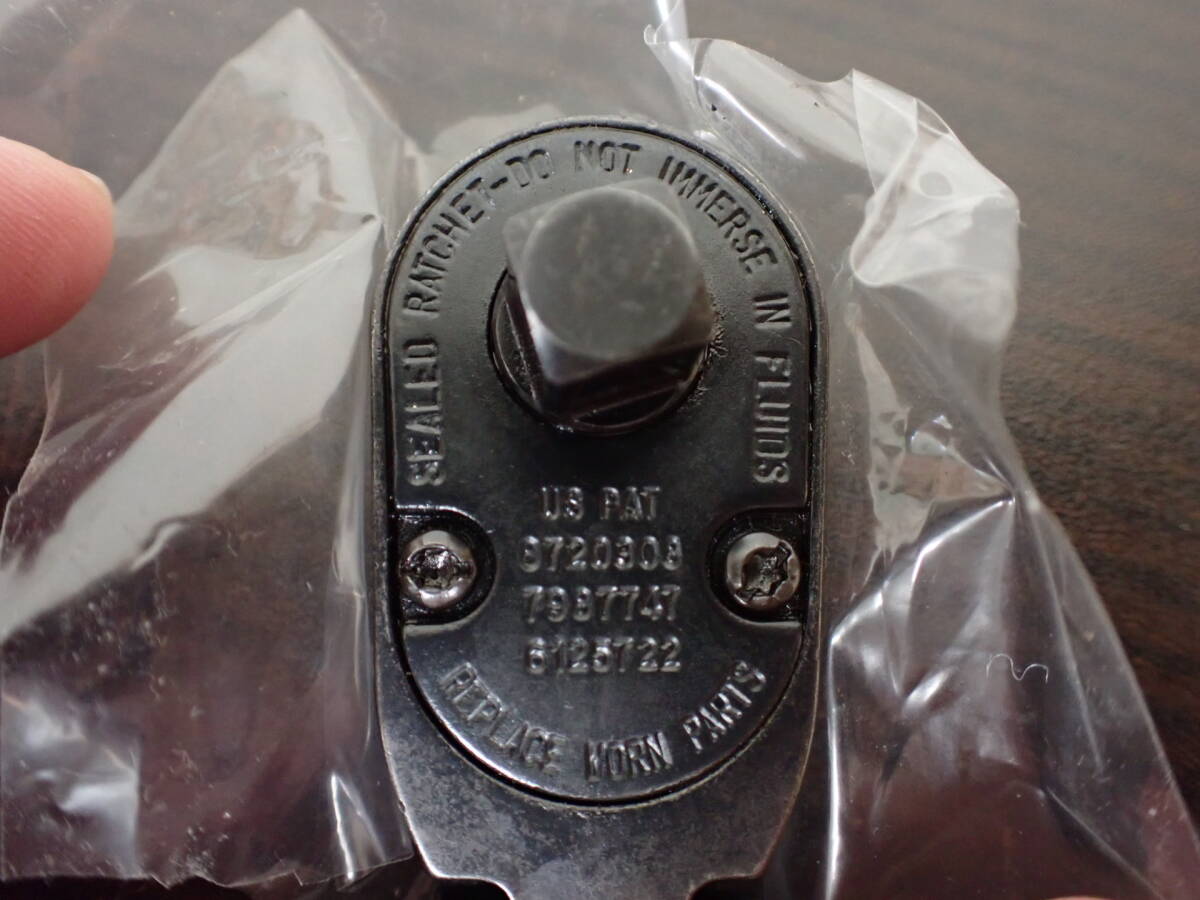 SEALED RATCHET-DO NOT IMMERSE IN FLUIDS
US PAT
6720308
7987747
6125722
REPLACE WORN PARTS